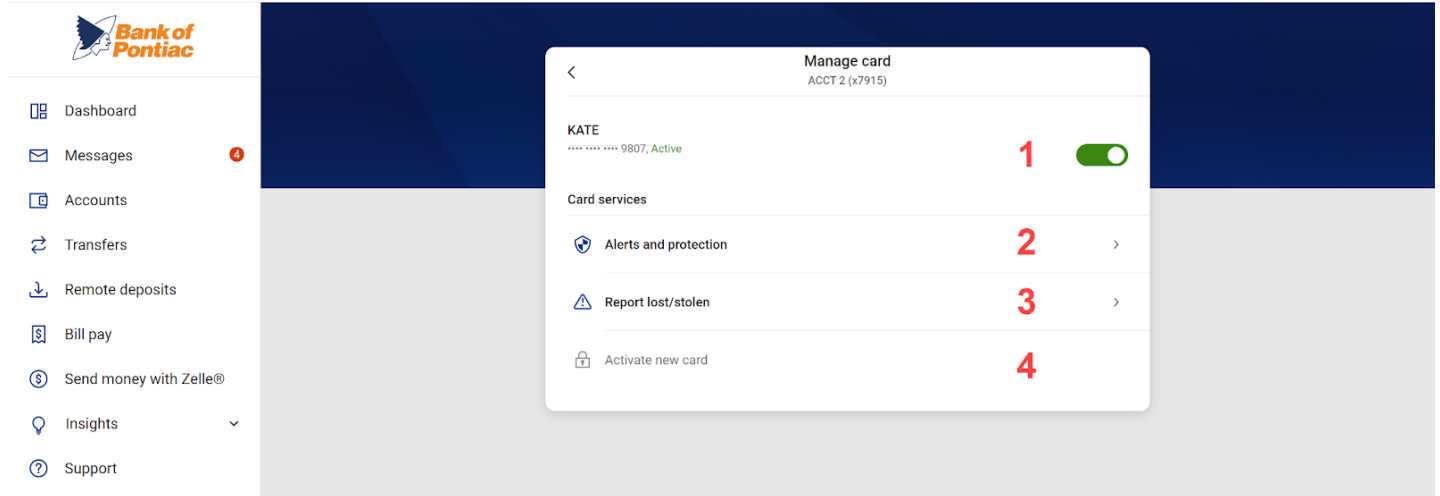 Bank of
Pontiac
Dashboard
Messages 4
Accounts
Transfers
Remote deposits
Bill pay
Send money with Zelle®
Insights
Support
Manage card
ACCT 2 (x7915)
KATE
•••• •••• •••• 9807, Active
1
Card services
Alerts and protection 2
Report lost/stolen 3
Activate new card 4